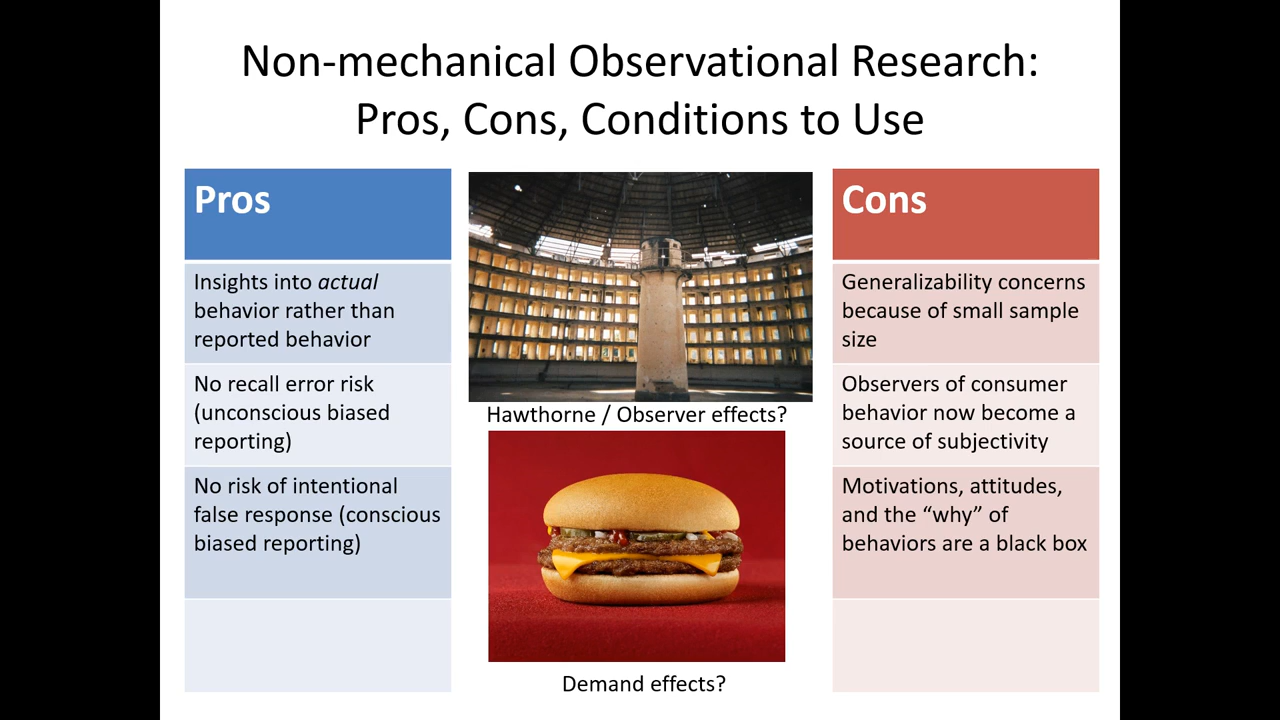 Non-mechanical Observational Research:
Pros, Cons, Conditions to Use
Pros
Insights into actual
behavior rather than
reported behavior
No recall error risk
(unconscious biased
reporting)
No risk of intentional
false response (conscious
biased reporting)
Hawthorne / Observer effects?
Demand effects?
Cons
Generalizability concerns
because of small sample
size
Observers of consumer
behavior now become a
source of subjectivity
Motivations, attitudes,
and the “why” of
behaviors are a black box